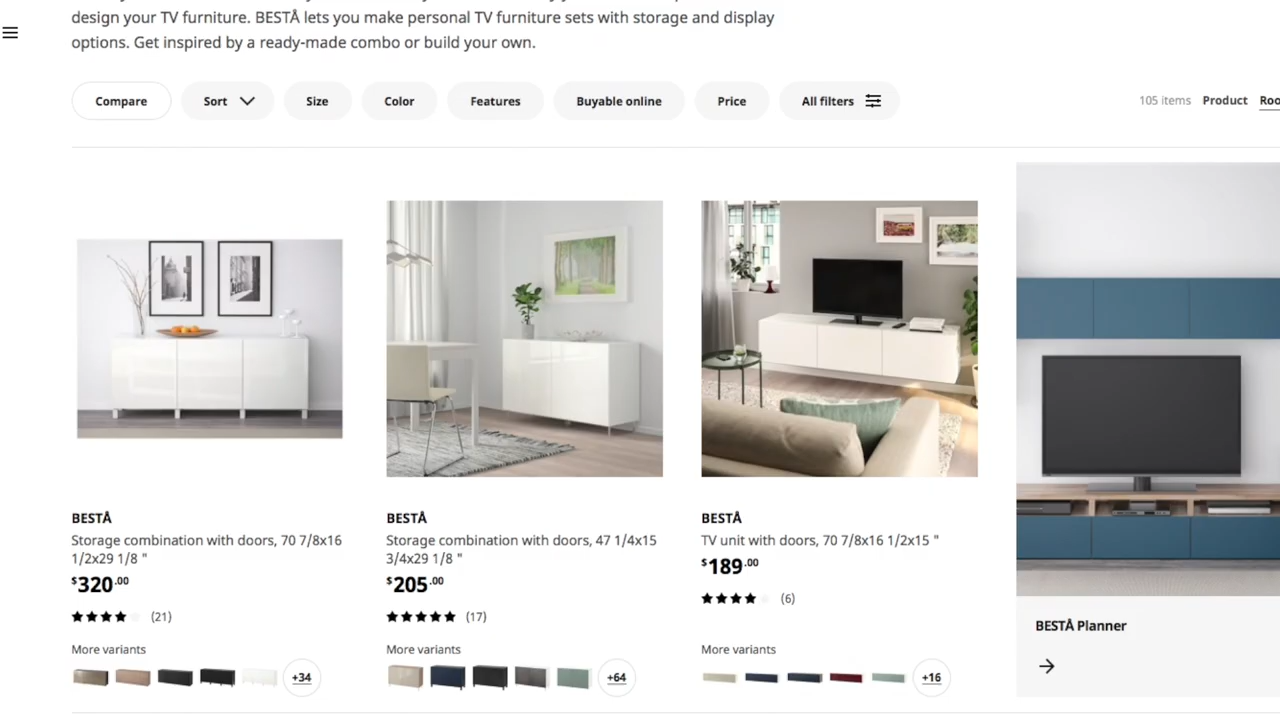 design your TV furniture. BESTÅ lets you make personal TV furniture sets with storage and display
options. Get inspired by a ready-made combo or build your own.
Compare
Sort
Size
Color
Features
Buyable online
Price
All filters
105 items
Product
Roo
BESTÅ
Storage combination with doors, 70 7/8x16
1/2x29 1/8 "
$320.00
(21)
More variants
+34
BESTÅ
Storage combination with doors, 47 1/4x15
3/4x29 1/8 "
$205.00
(17)
More variants
+64
BESTÅ
TV unit with doors, 70 7/8x16 1/2x15 "
$189.00
(6)
More variants
+16
BESTÅ Planner